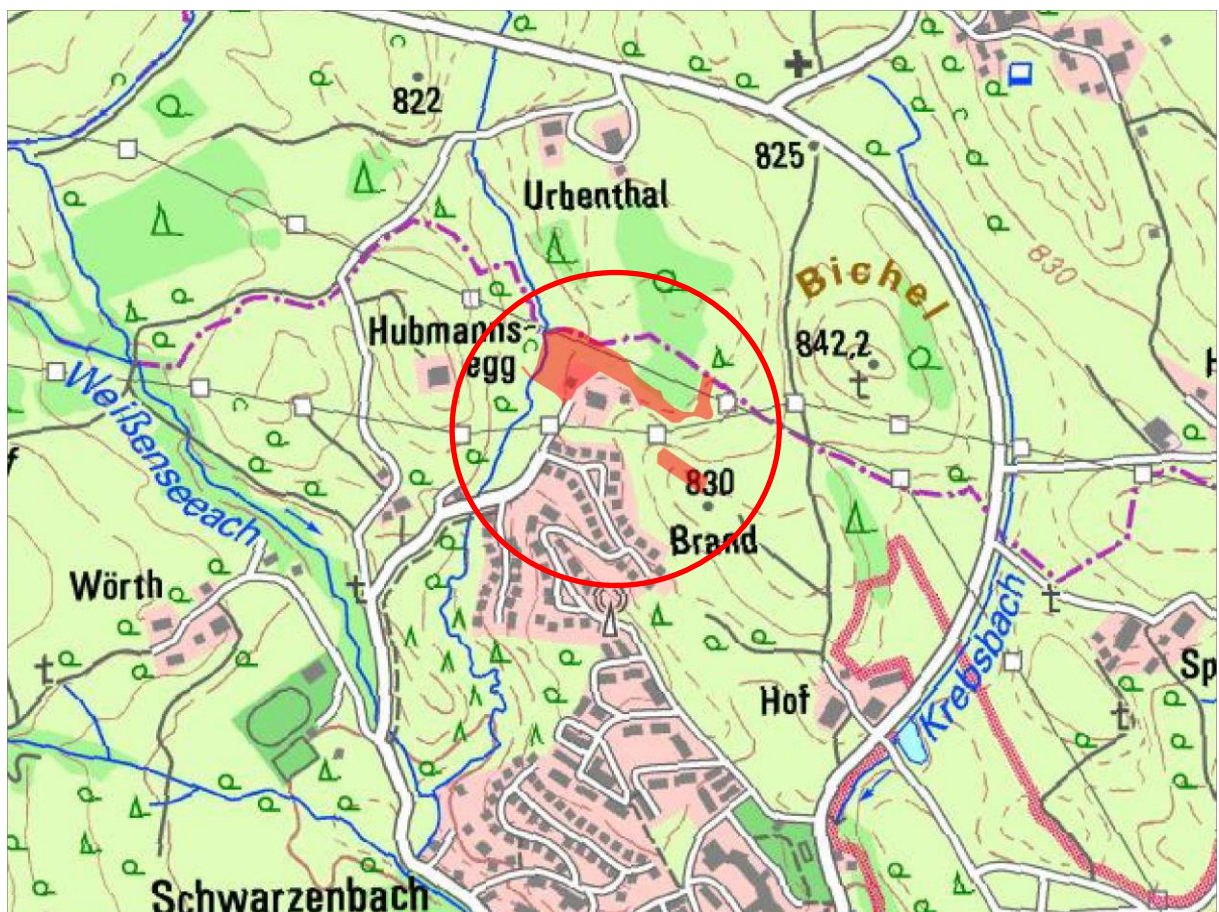 822
825
Urbenthal
830
Bichel
Hubmanns-
egg
842,2
Weißenseeach
830
Brand
Wörth
Krebsbach
Hof
Sp
Schwarzenbach